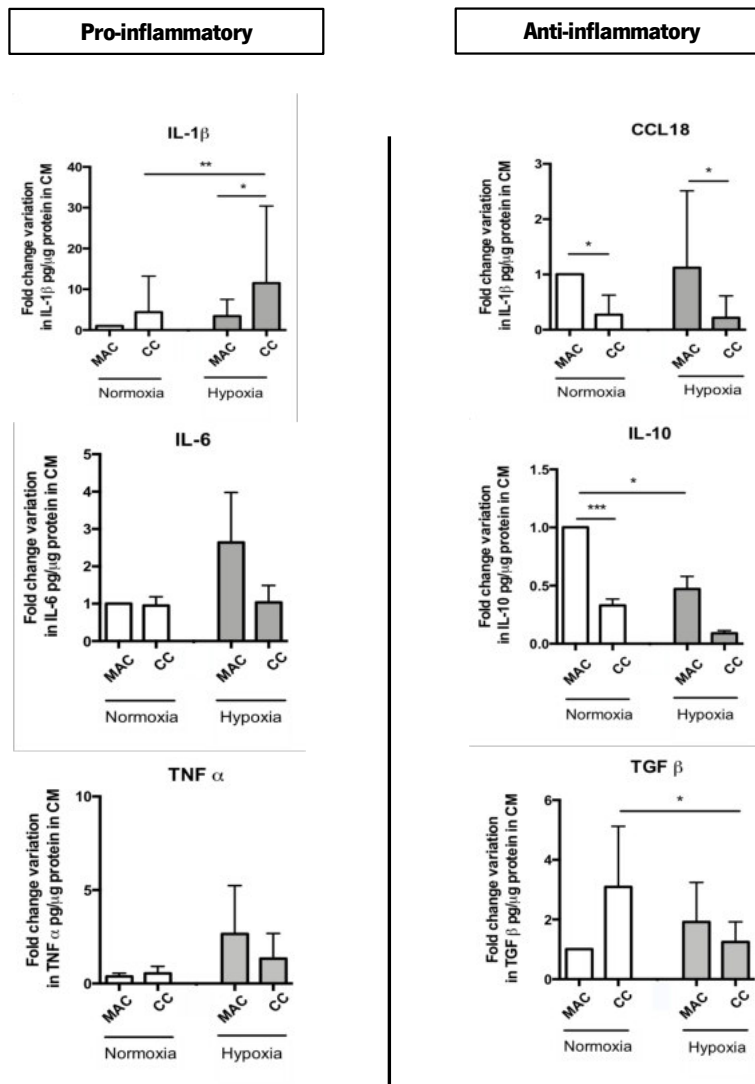 Pro-inflammatory
IL-1β
Fold change variation
in IL-1β pg/μg protein in CM
40
30
20
10
0
**
*
MAC CC MAC CC
Normoxia Hypoxia
IL-6
Fold change variation
in IL-6 pg/μg protein in CM
5
4
3
2
1
0
MAC CC MAC CC
Normoxia Hypoxia
TNF α
Fold change variation
in TNF α pg/μg protein in CM
10
5
0
MAC CC MAC CC
Normoxia Hypoxia
Anti-inflammatory
CCL18
Fold change variation
in IL-1β pg/μg protein in CM
3
2
1
0
*
*
MAC CC MAC CC
Normoxia Hypoxia
IL-10
Fold change variation
in IL-10 pg/μg protein in CM
1.5
1.0
0.5
0.0
*
***
MAC CC MAC CC
Normoxia Hypoxia
TGF β
Fold change variation
in TGF β pg/μg protein in CM
6
4
2
0
*
MAC CC MAC CC
Normoxia Hypoxia